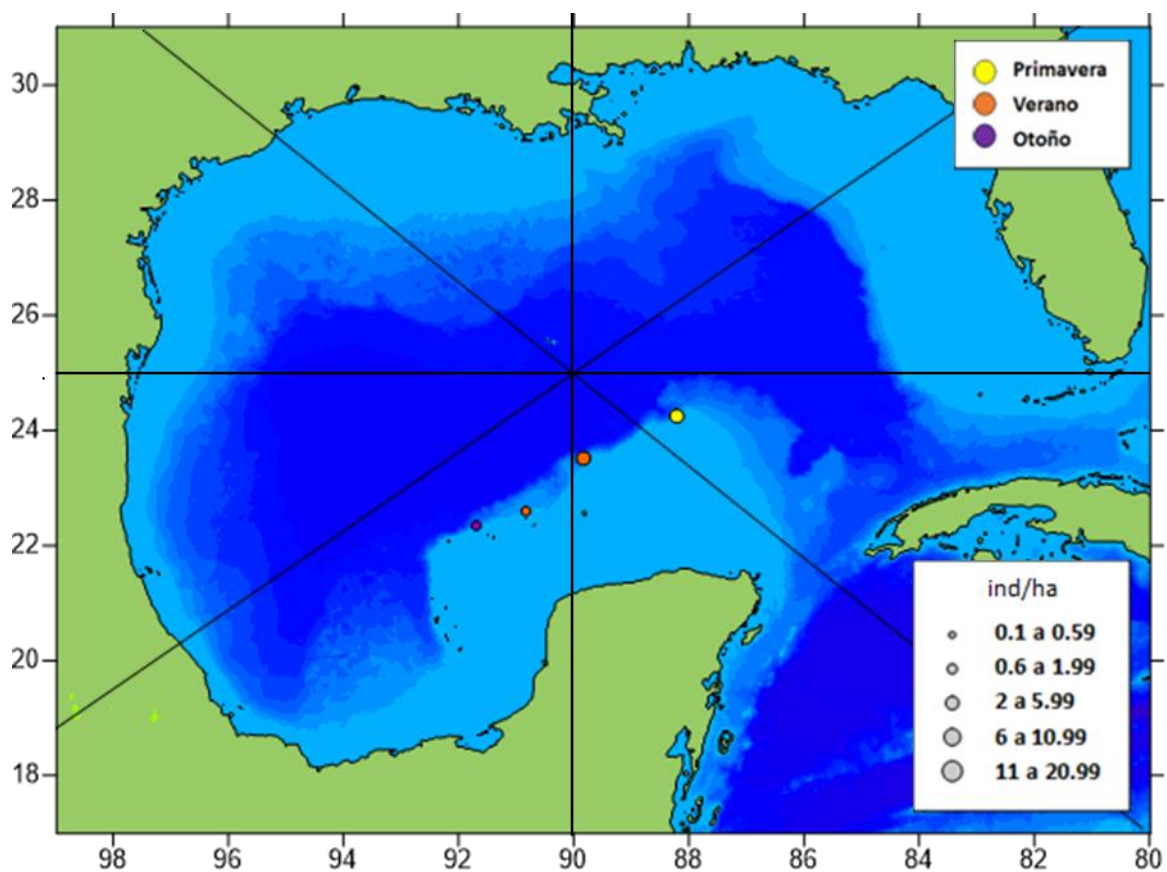 Primavera
Verano
Otoño
30
28
26
24
22
20
18
ind/ha
0.1 a 0.59
0.6 a 1.99
2 a 5.99
6 a 10.99
11 a 20.99
98 96 94 92 90 88 86 84 82 80